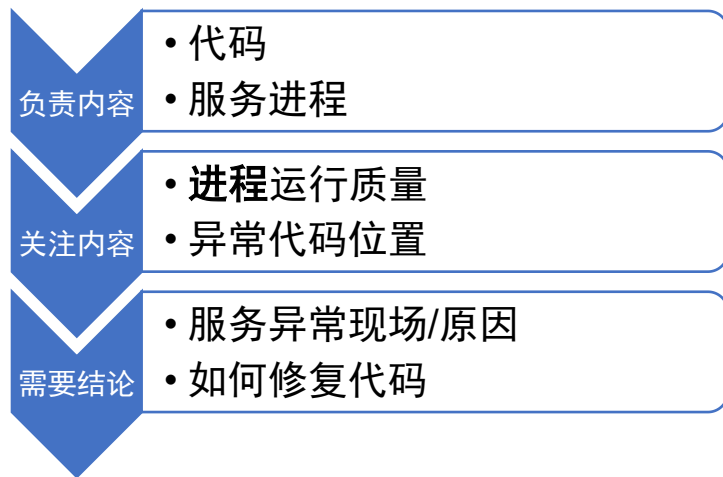 负责内容
• 代码
• 服务进程
关注内容
• 进程运行质量
• 异常代码位置
需要结论
• 服务异常现场/原因
• 如何修复代码